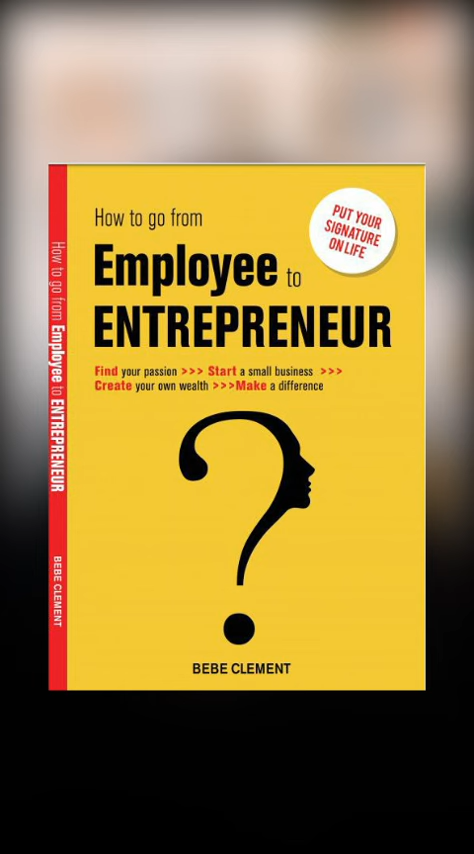 How to go from
Employee to
ENTREPRENEUR
PUT YOUR
SIGNATURE
ON LIFE
Find your passion >>> Start a small business >>>
Create your own wealth >>>Make a difference
BEBE CLEMENT
How to go from Employee to ENTREPRENEUR
BEBE CLEMENT